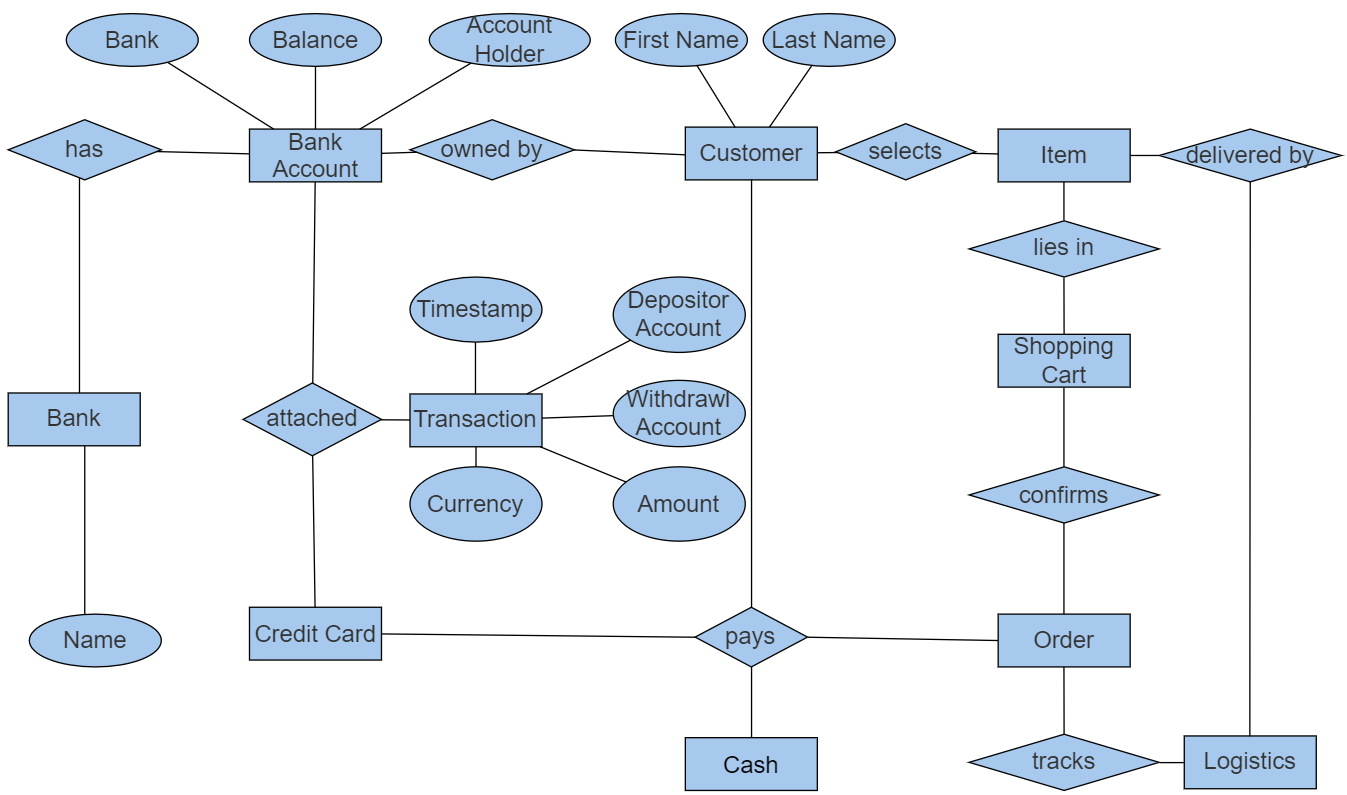 Bank
Balance
Account
Holder
First Name
Last Name
has
Bank
Account
owned by
Customer
selects
Item
delivered by
lies in
Timestamp
Depositor
Account
Shopping
Cart
Bank
attached
Transaction
Withdrawl
Account
Currency
Amount
confirms
Name
Credit Card
pays
Order
Cash
tracks
Logistics